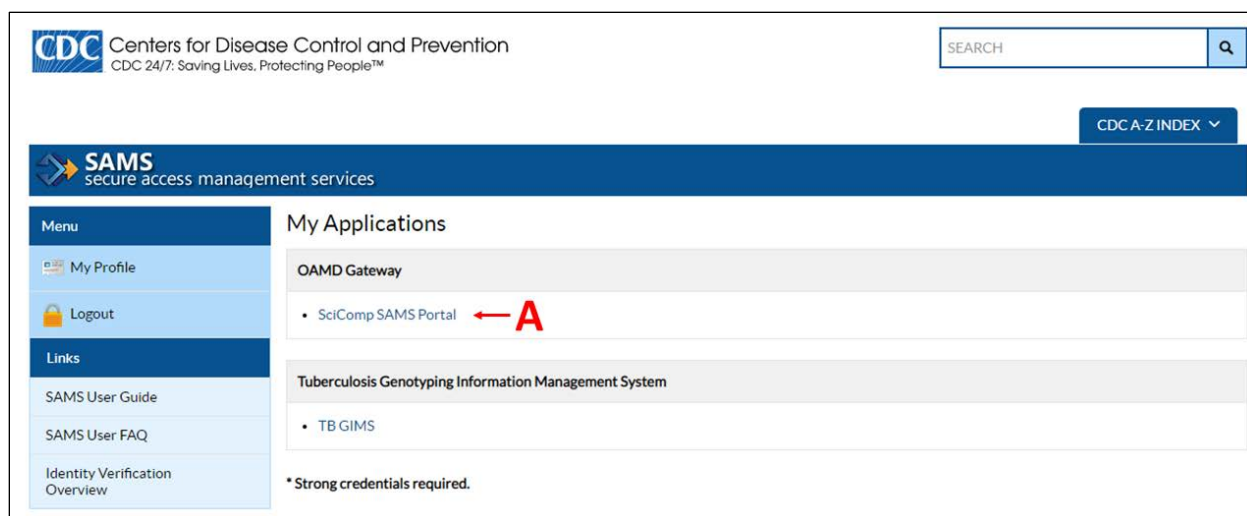 CDC Centers for Disease Control and Prevention
CDC 24/7: Saving Lives, Protecting People™
SEARCH
CDC A-Z INDEX
SAMS
secure access management services
Menu
My Profile
Logout
Links
SAMS User Guide
SAMS User FAQ
Identity Verification
Overview
My Applications
OAMD Gateway
• SciComp SAMS Portal A
Tuberculosis Genotyping Information Management System
• TB GIMS
* Strong credentials required.